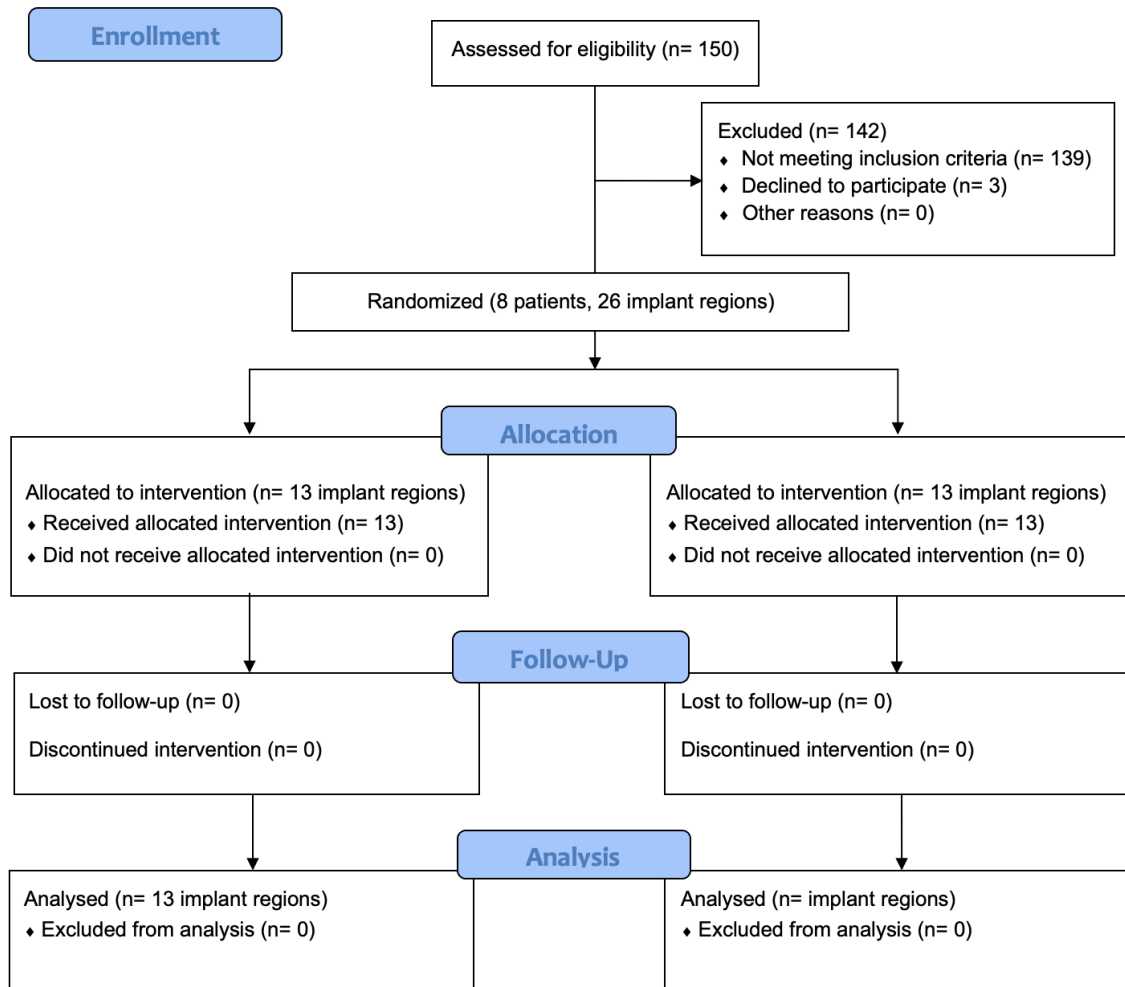 Enrollment
Assessed for eligibility (n= 150)
Excluded (n= 142)
♦ Not meeting inclusion criteria (n= 139)
♦ Declined to participate (n= 3)
♦ Other reasons (n= 0)
Randomized (8 patients, 26 implant regions)
Allocation
Allocated to intervention (n= 13 implant regions)
♦ Received allocated intervention (n= 13)
♦ Did not receive allocated intervention (n= 0)
Allocated to intervention (n= 13 implant regions)
♦ Received allocated intervention (n= 13)
♦ Did not receive allocated intervention (n= 0)
Follow-Up
Lost to follow-up (n= 0)
Discontinued intervention (n= 0)
Lost to follow-up (n= 0)
Discontinued intervention (n= 0)
Analysis
Analysed (n= 13 implant regions)
♦ Excluded from analysis (n= 0)
Analysed (n= implant regions)
♦ Excluded from analysis (n= 0)